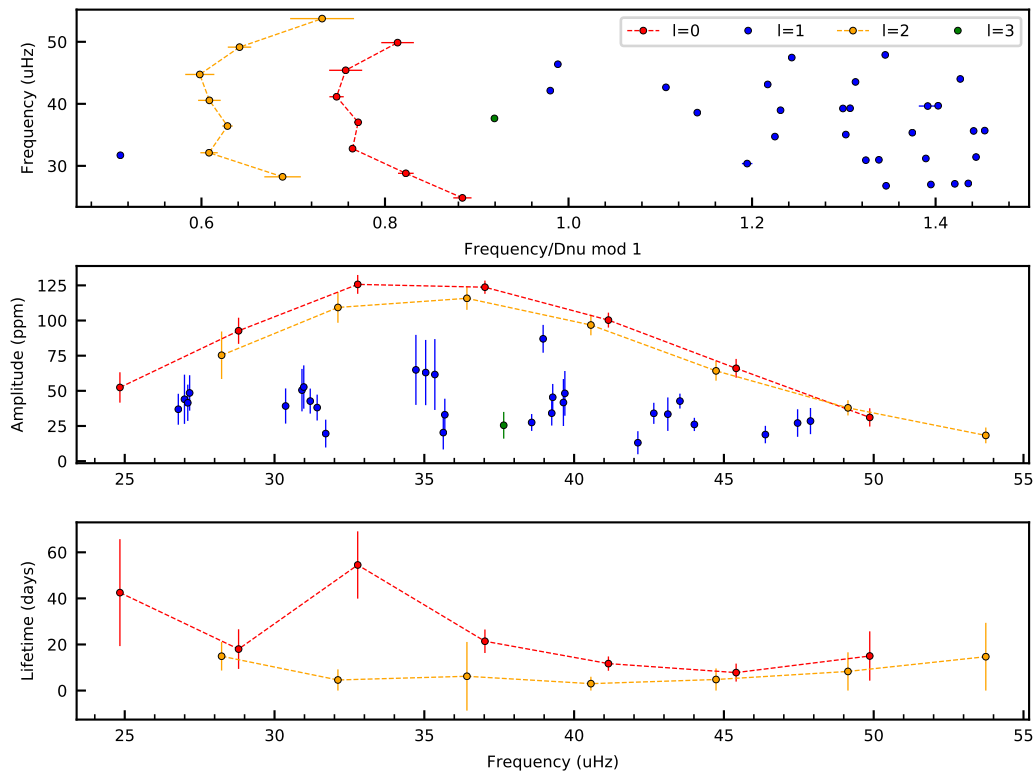 l=0 l=1 l=2 l=3
Frequency (uHz)
50
40
30
0.6 0.8 1.0 1.2 1.4
Frequency/Dnu mod 1
Amplitude (ppm)
125
100
75
50
25
0
25 30 35 40 45 50 55
Lifetime (days)
60
40
20
0
25 30 35 40 45 50 55
Frequency (uHz)